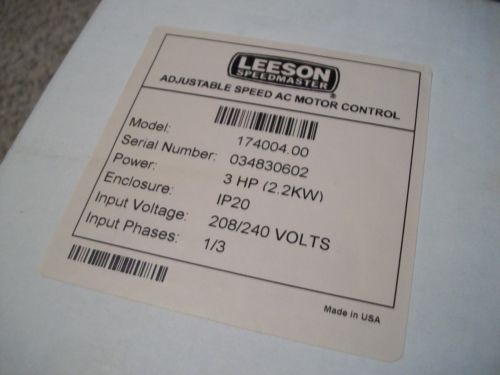 LEESON
SPEEDMASTER®
ADJUSTABLE SPEED AC MOTOR CONTROL
Model: 174004.00
Serial Number: 034830602
Power: 3 HP (2.2KW)
Enclosure: IP20
Input Voltage: 208/240 VOLTS
Input Phases: 1/3
Made in USA